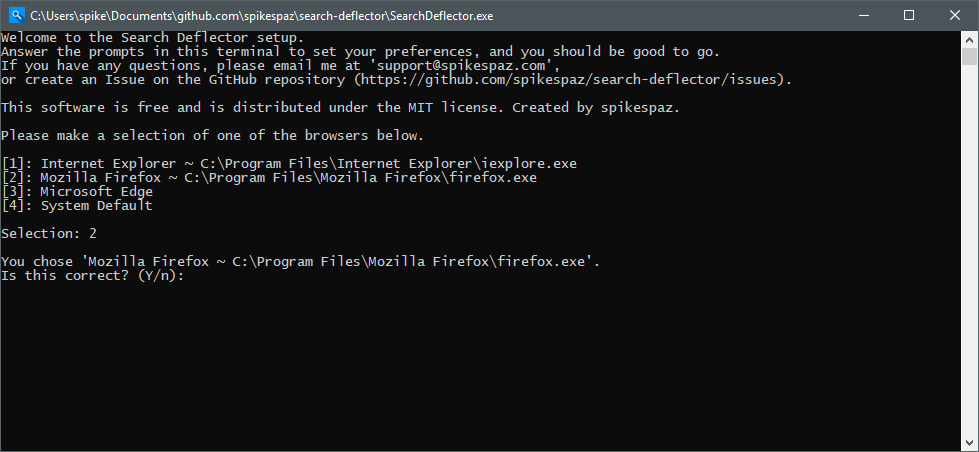 C:\Users\spike\Documents\github.com\spikespaz\search-deflector\SearchDeflector.exe
Welcome to the Search Deflector setup.
Answer the prompts in this terminal to set your preferences, and you should be good to go.
If you have any questions, please email me at 'support@spikespaz.com',
or create an Issue on the GitHub repository (https://github.com/spikespaz/search-deflector/issues).
This software is free and is distributed under the MIT license. Created by spikespaz.
Please make a selection of one of the browsers below.
[1]: Internet Explorer ~ C:\Program Files\Internet Explorer\iexplore.exe
[2]: Mozilla Firefox ~ C:\Program Files\Mozilla Firefox\firefox.exe
[3]: Microsoft Edge
[4]: System Default
Selection: 2
You chose 'Mozilla Firefox ~ C:\Program Files\Mozilla Firefox\firefox.exe'.
Is this correct? (Y/n):